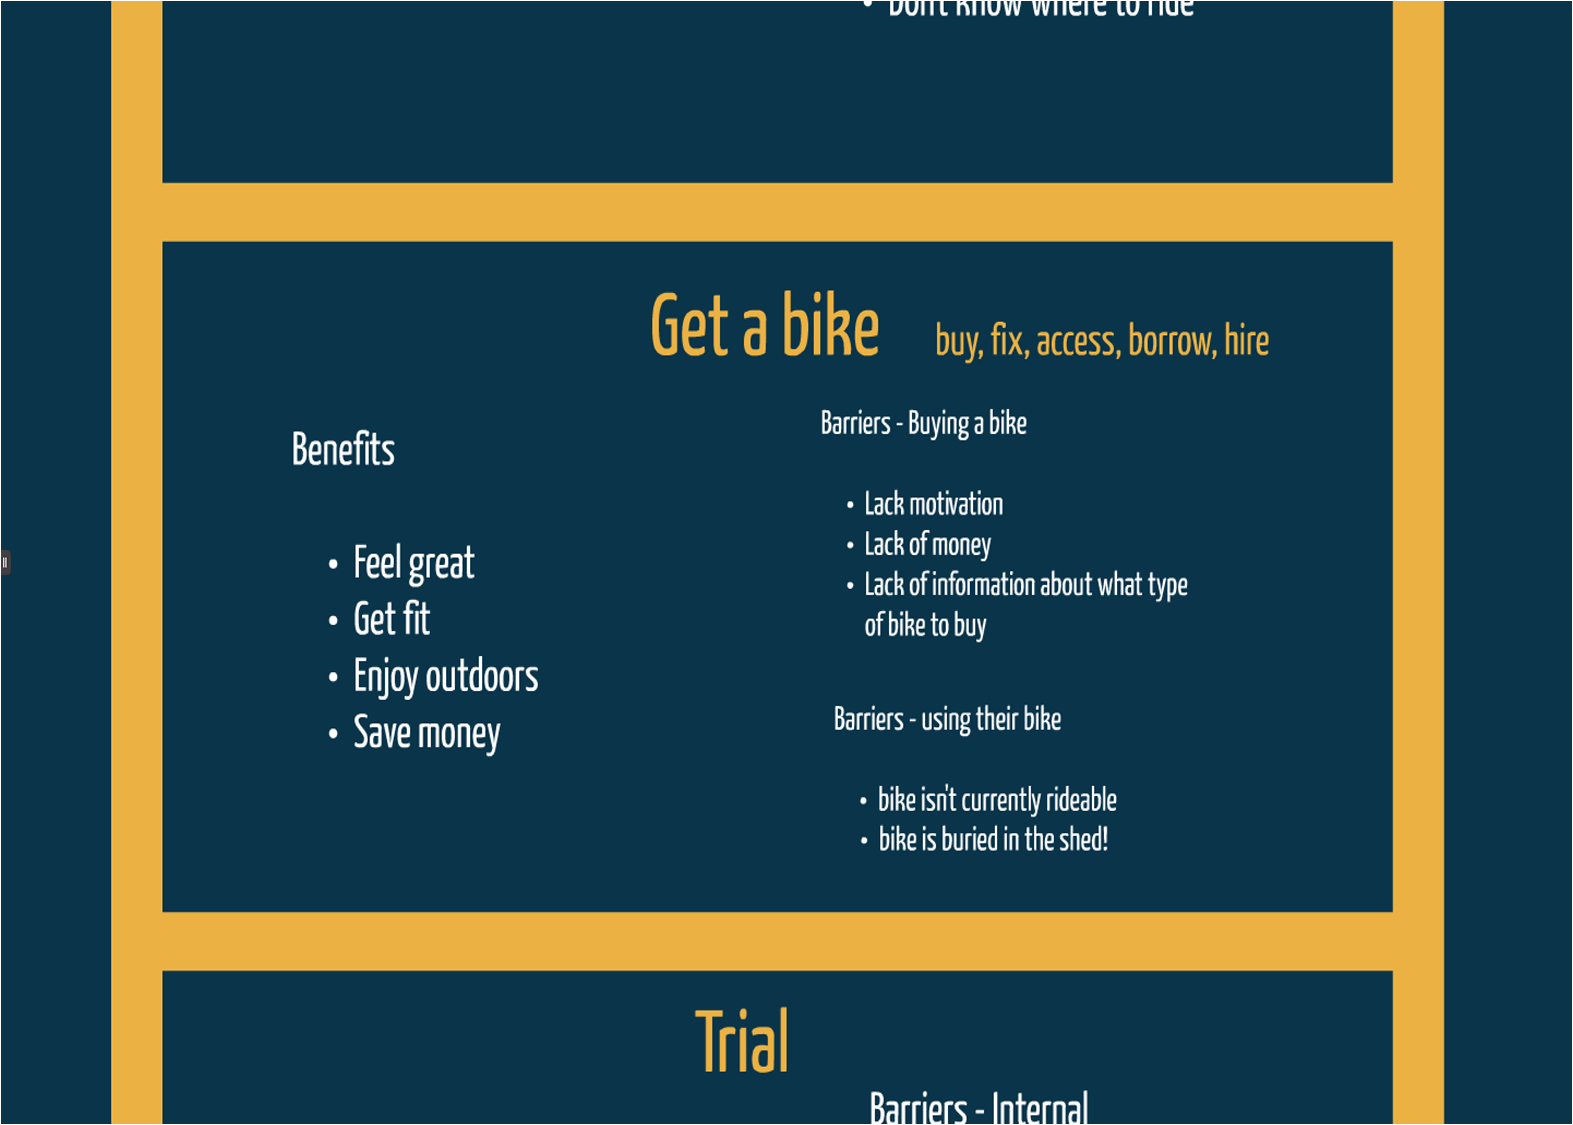 • Don't know where to ride
Get a bike buy, fix, access, borrow, hire
Benefits
• Feel great
• Get fit
• Enjoy outdoors
• Save money
Barriers - Buying a bike
• Lack motivation
• Lack of money
• Lack of information about what type
of bike to buy
Barriers - using their bike
• bike isn't currently rideable
• bike is buried in the shed!
Trial
Barriers - Internal